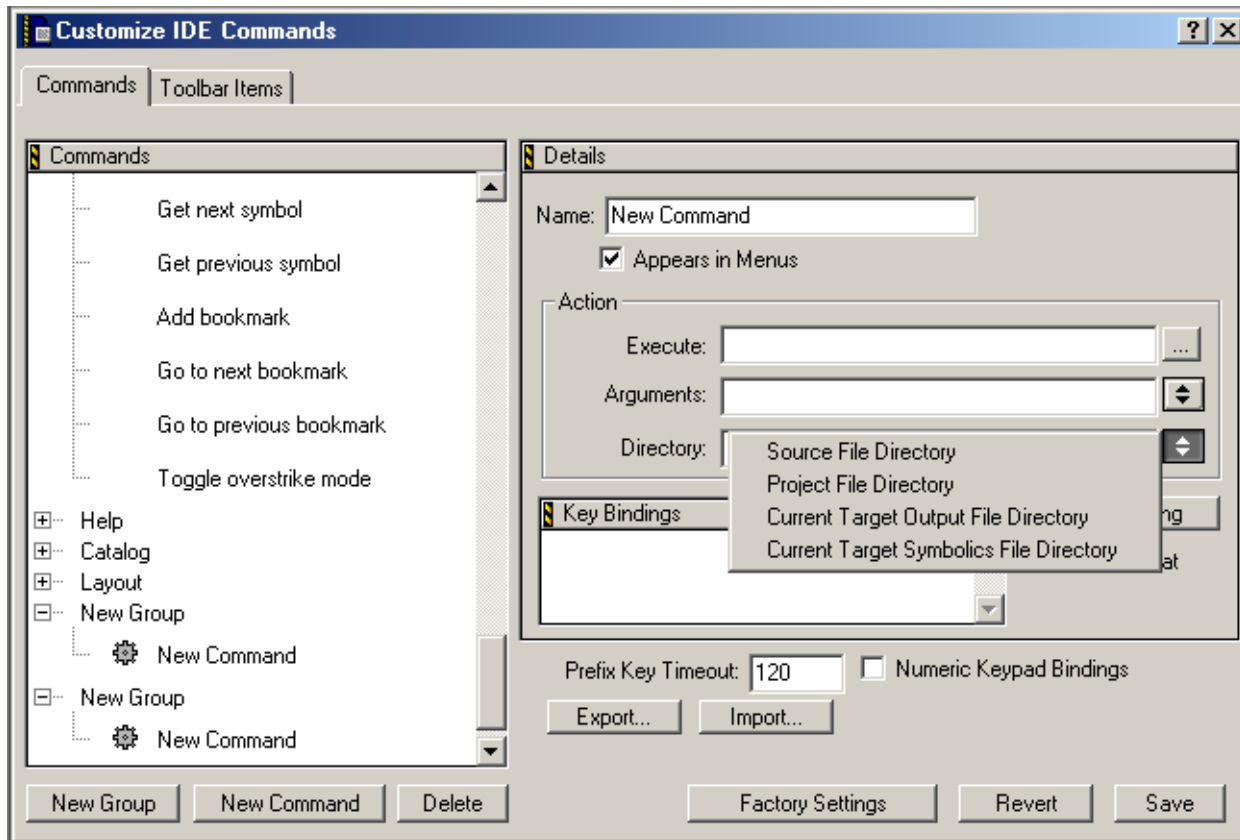 Customize IDE Commands
Commands
Toolbar Items
Commands
Get next symbol
Get previous symbol
Add bookmark
Go to next bookmark
Go to previous bookmark
Toggle overstrike mode
Help
Catalog
Layout
New Group
New Command
New Group
New Command
New Group
New Command
Delete
Details
Name: New Command
Appears in Menus
Action
Execute:
...
Arguments:
Directory:
Source File Directory
Project File Directory
Current Target Output File Directory
Current Target Symbolics File Directory
Key Bindings
Prefix Key Timeout: 120
Numeric Keypad Bindings
Export...
Import...
Factory Settings
Revert
Save